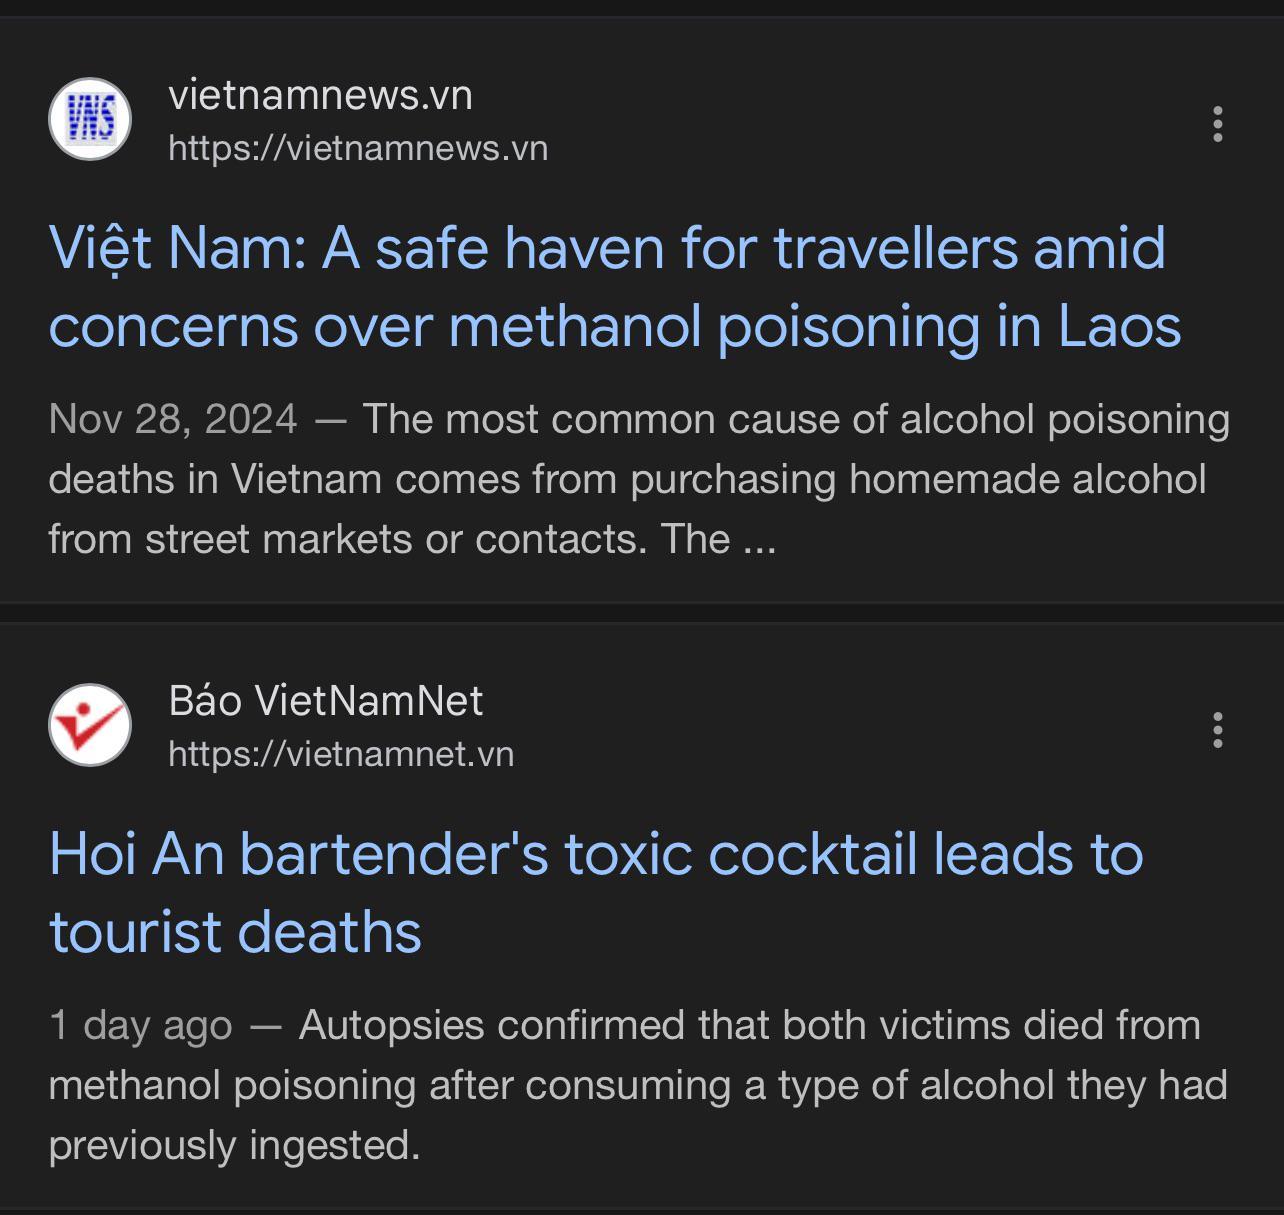 VNS
vietnamnews.vn
https://vietnamnews.vn
Việt Nam: A safe haven for travellers amid
concerns over methanol poisoning in Laos
Nov 28, 2024 — The most common cause of alcohol poisoning
deaths in Vietnam comes from purchasing homemade alcohol
from street markets or contacts. The ...
Báo VietNamNet
https://vietnamnet.vn
Hoi An bartender's toxic cocktail leads to
tourist deaths
1 day ago — Autopsies confirmed that both victims died from
methanol poisoning after consuming a type of alcohol they had
previously ingested.